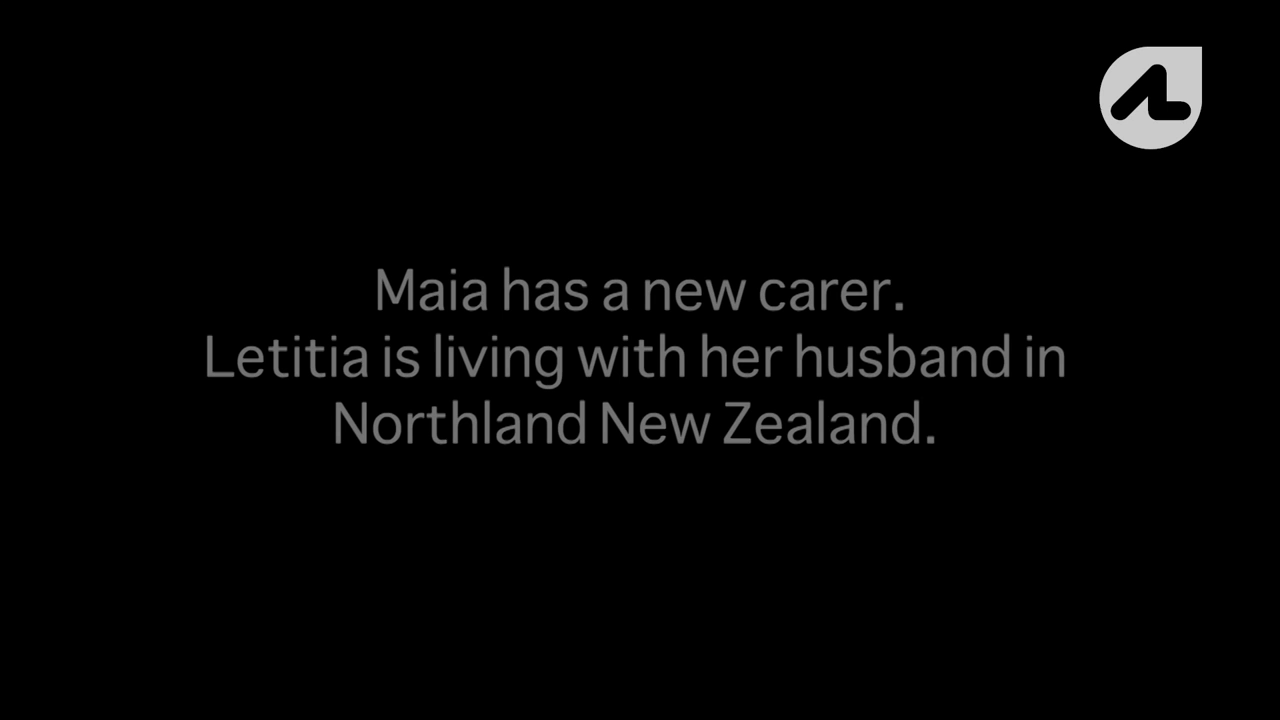 Maia has a new carer.
Letitia is living with her husband in
Northland New Zealand.